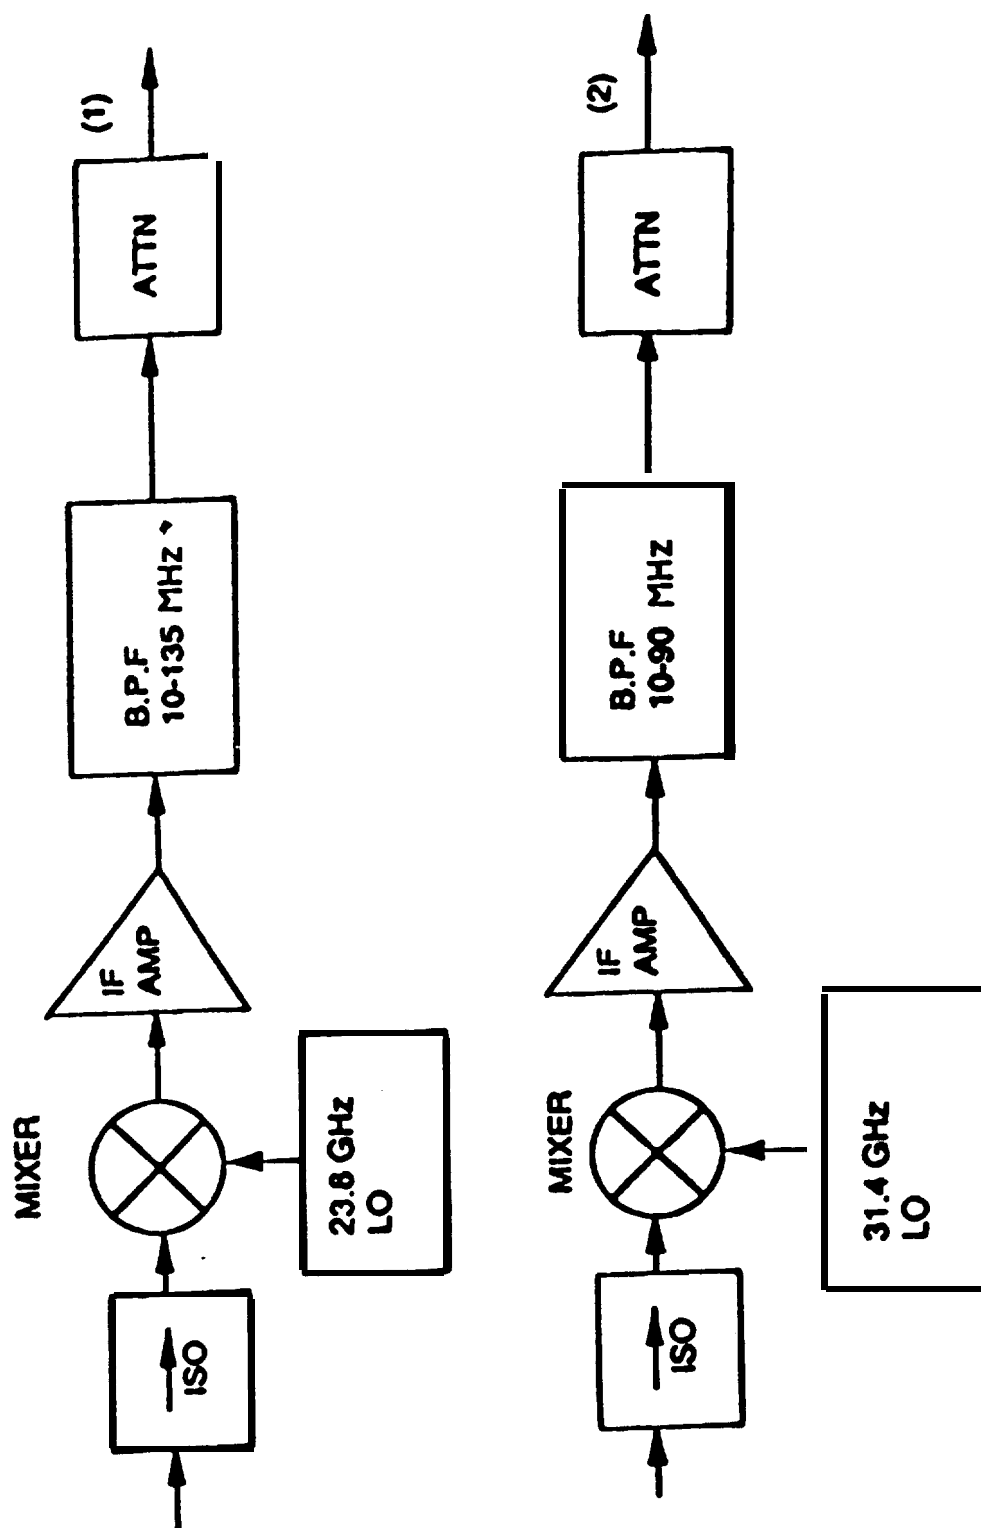 ISO
MIXER
23.8 GHz
LO
IF
AMP
B.P.F
10-135 MHz
ATTN
(1)
ISO
MIXER
31.4 GHz
LO
IF
AMP
B.P.F
10-90 MHz
ATTN
(2)